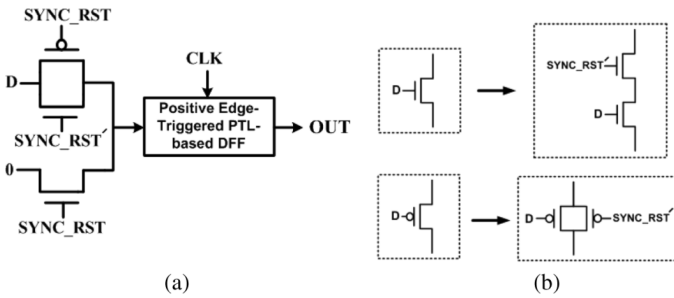 SYNC_RST
D
SYNC_RST´
0
SYNC_RST
CLK
Positive Edge-
Triggered PTL-
based DFF
OUT
(a)
D
SYNC_RST´
D
D
D
SYNC_RST´
(b)